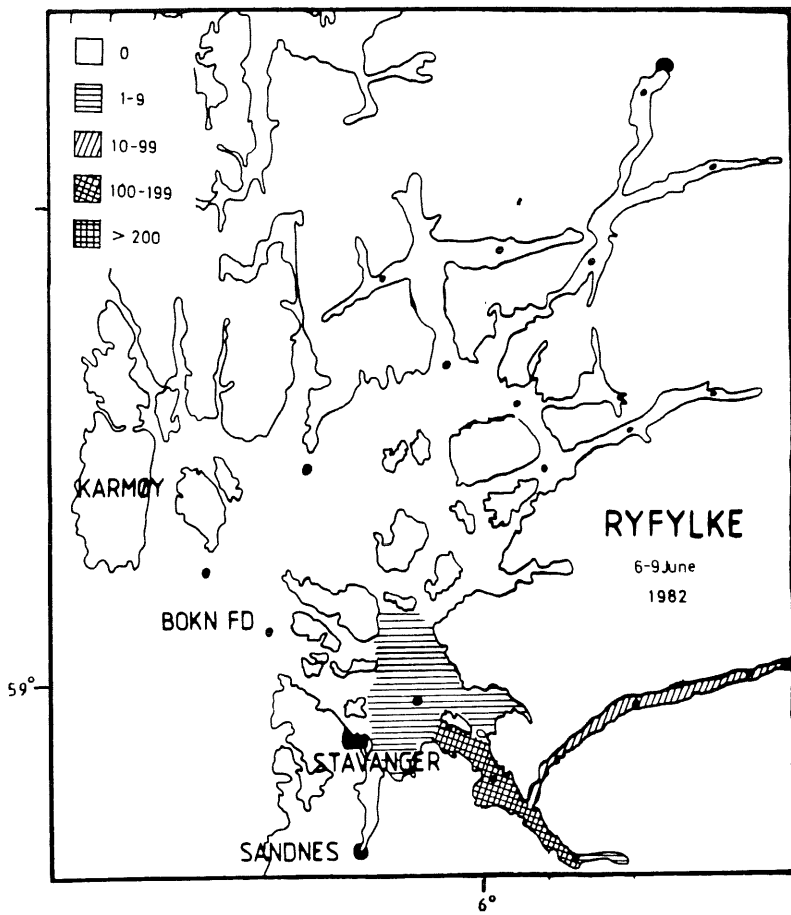 0
1-9
10-99
100-199
> 200
KARMØY
RYFYLKE
6-9 June
1982
BOKN FD
59°
STAVANGER
SANDNES
6°